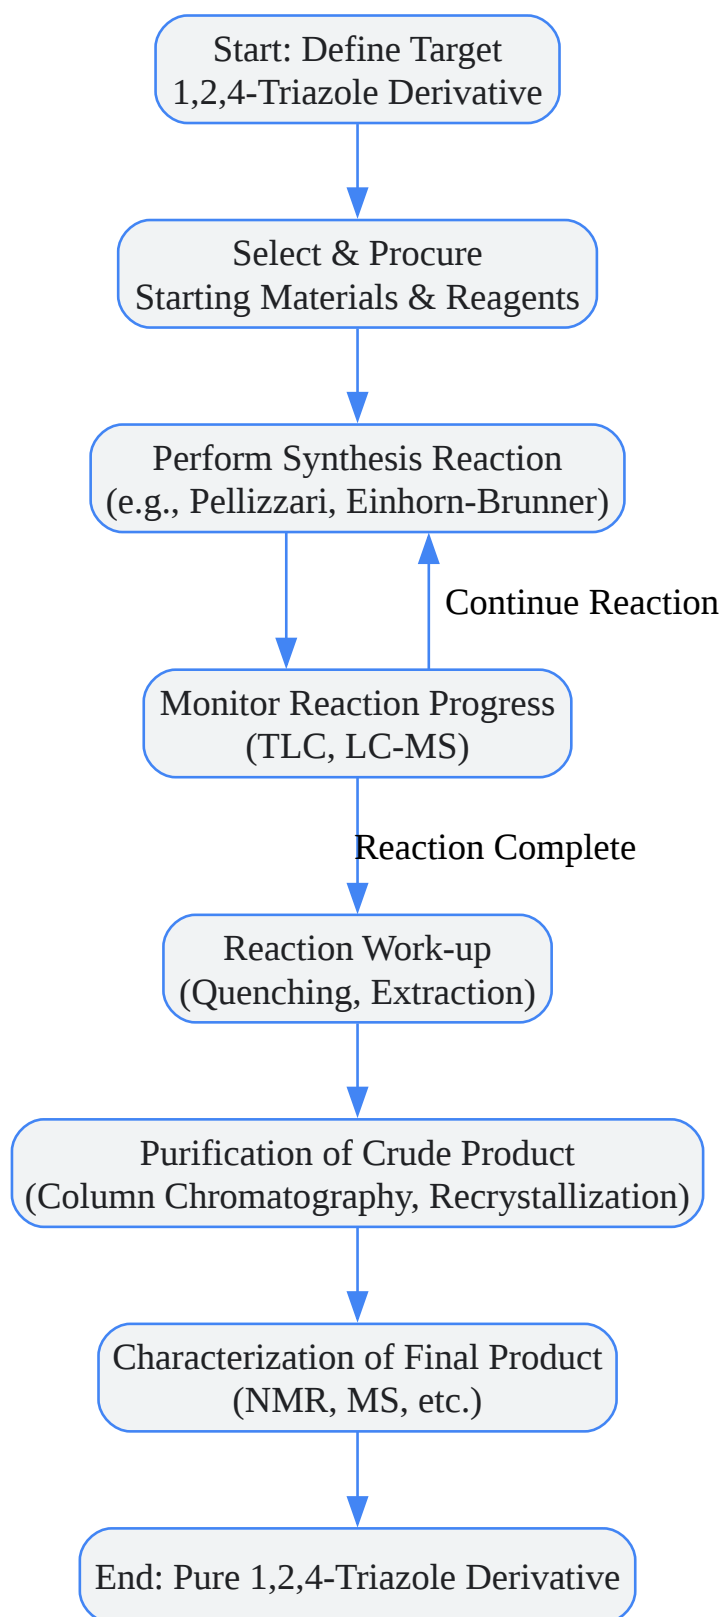 Start: Define Target
1,2,4-Triazole Derivative
Select & Procure
Starting Materials & Reagents
Perform Synthesis Reaction
(e.g., Pellizzari, Einhorn-Brunner)
Continue Reaction
Monitor Reaction Progress
(TLC, LC-MS)
Reaction Complete
Reaction Work-up
(Quenching, Extraction)
Purification of Crude Product
(Column Chromatography, Recrystallization)
Characterization of Final Product
(NMR, MS, etc.)
End: Pure 1,2,4-Triazole Derivative